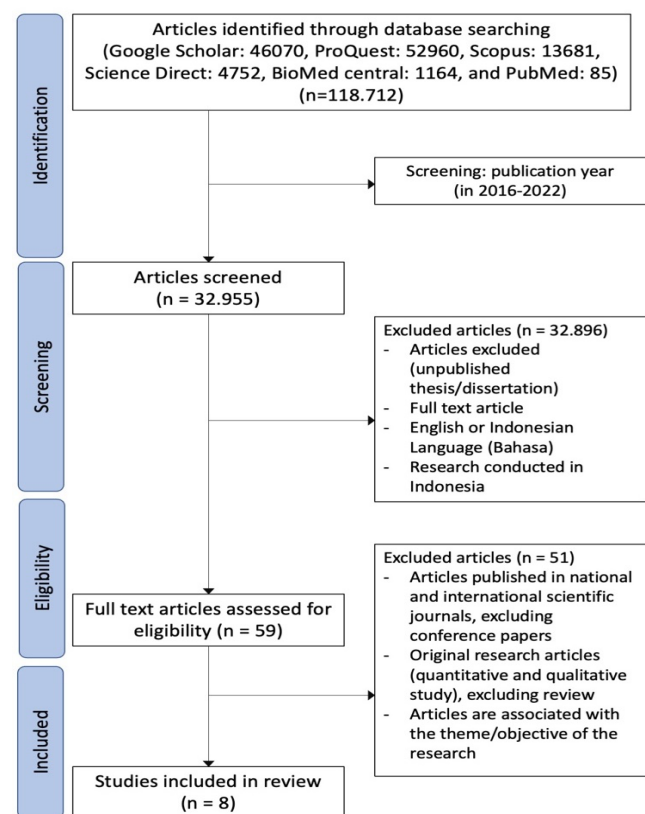 Identification
Articles identified through database searching
(Google Scholar: 46070, ProQuest: 52960, Scopus: 13681,
Science Direct: 4752, BioMed central: 1164, and PubMed: 85)
(n=118.712)
Screening: publication year
(in 2016-2022)
Screening
Articles screened
(n = 32.955)
Excluded articles (n = 32.896)
- Articles excluded
(unpublished
thesis/dissertation)
- Full text article
- English or Indonesian
Language (Bahasa)
- Research conducted in
Indonesia
Eligibility
Full text articles assessed for
eligibility (n = 59)
Excluded articles (n = 51)
- Articles published in national
and international scientific
journals, excluding
conference papers
- Original research articles
(quantitative and qualitative
study), excluding review
- Articles are associated with
the theme/objective of the
research
Included
Studies included in review
(n = 8)